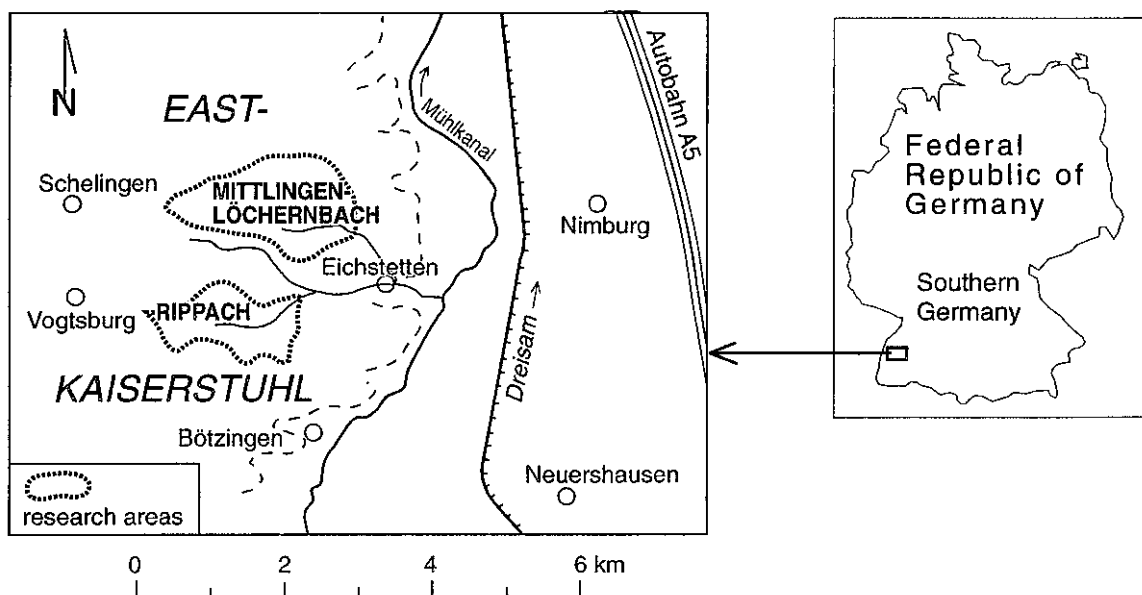 N
EAST-
Mühlkanal
Autobahn A5
Schelingen
MITTLINGEN-
LÖCHERNBACH
Nimburg
Eichstetten
Vogtsburg
RIPPACH
Dreisam
KAISERSTUHL
Bötzingen
Neuershausen
research areas
0 2 4 6 km
Federal
Republic of
Germany
Southern
Germany